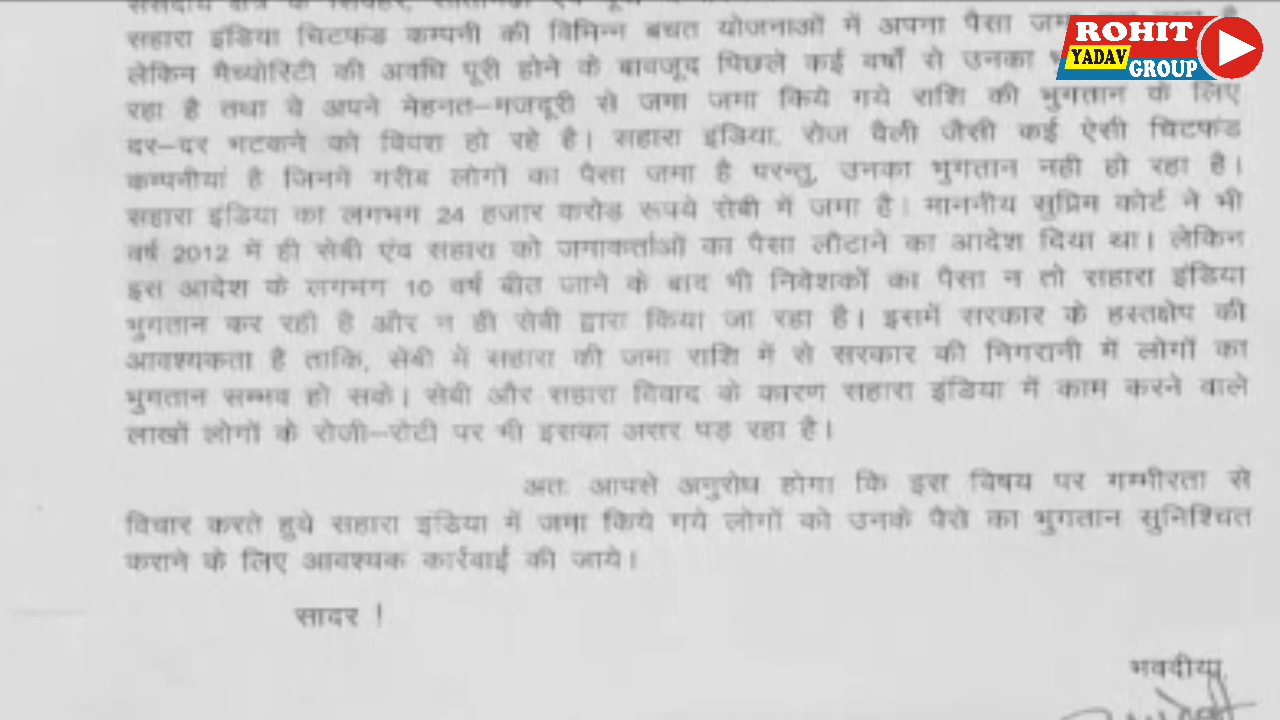 संसदीय क्षेत्र के शिवहर, सीतामढ़ी एवं पूर्वी
सहारा इंडिया चिटफंड कम्पनी की विभिन्न बचत योजनाओं में अपना पैसा जमा
लेकिन मैच्योरिटी की अवधि पूरी होने के बावजूद पिछले कई वर्षों से उनका
रहा है तथा वे अपने मेहनत–मजदूरी से जमा जमा किये गये राशि की भुगतान के लिए
दर–दर भटकने को विवश हो रहे है। सहारा इंडिया, रोज वैली जैसी कई ऐसी चिटफंड
कम्पनीयां है जिनमें गरीब लोगों का पैसा जमा है परन्तु, उनका भुगतान नही हो रहा है।
सहारा इंडिया का लगभग 24 हजार करोड़ रूपये सेबी में जमा है। माननीय सुप्रिम कोर्ट ने भी
वर्ष 2012 में ही सेबी एंव सहारा को जमाकर्ताओं का पैसा लौटाने का आदेश दिया था। लेकिन
इस आदेश के लगभग 10 वर्ष बीत जाने के बाद भी निवेशकों का पैसा न तो सहारा इंडिया
भुगतान कर रही है और न ही सेबी द्वारा किया जा रहा है। इसमें सरकार के हस्तक्षेप की
आवश्यकता है ताकि, सेबी में सहारा की जमा राशि में से सरकार की निगरानी में लोगों का
भुगतान सम्भव हो सके। सेबी और सहारा विवाद के कारण सहारा इंडिया में काम करने वाले
लाखों लोगों के रोजी–रोटी पर भी इसका असर पड़ रहा है।
अतः आपसे अनुरोध होगा कि इस विषय पर गम्भीरता से
विचार करते हुये सहारा इंडिया में जमा किये गये लोगों को उनके पैसे का भुगतान सुनिश्चित
कराने के लिए आवश्यक कार्रवाई की जाये।
सादर !
भवदीया,
ROHIT
YADAV
GROUP